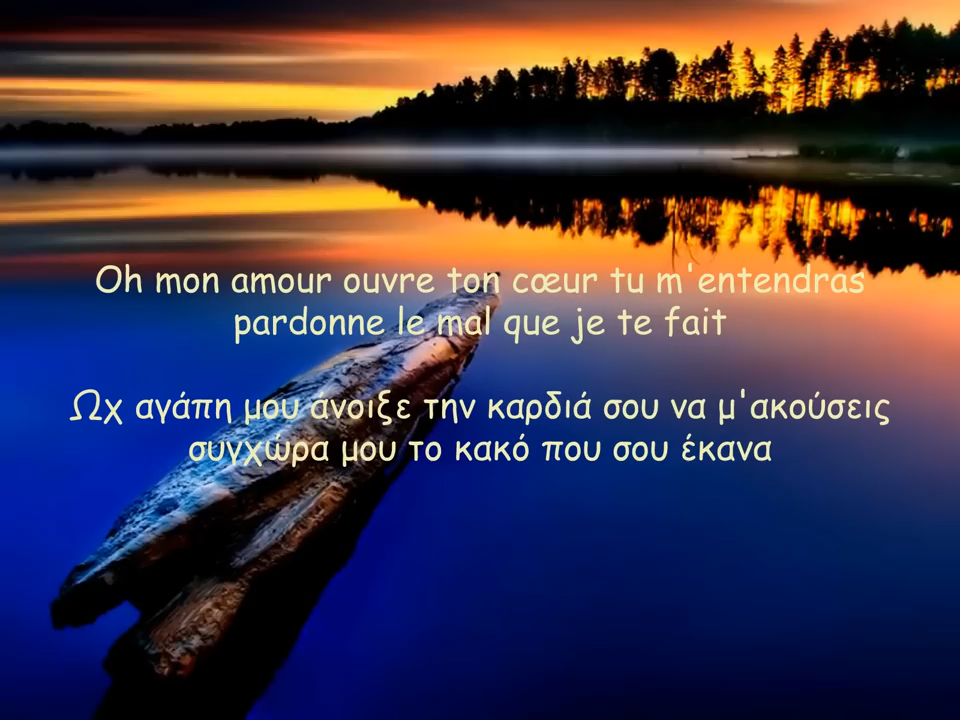 Oh mon amour ouvre ton cœur tu m'entendras
pardonne le mal que je te fait
Ωχ αγάπη μου άνοιξε την καρδιά σου να μ'ακούσεις
συγχώρα μου το κακό που σου έκανα